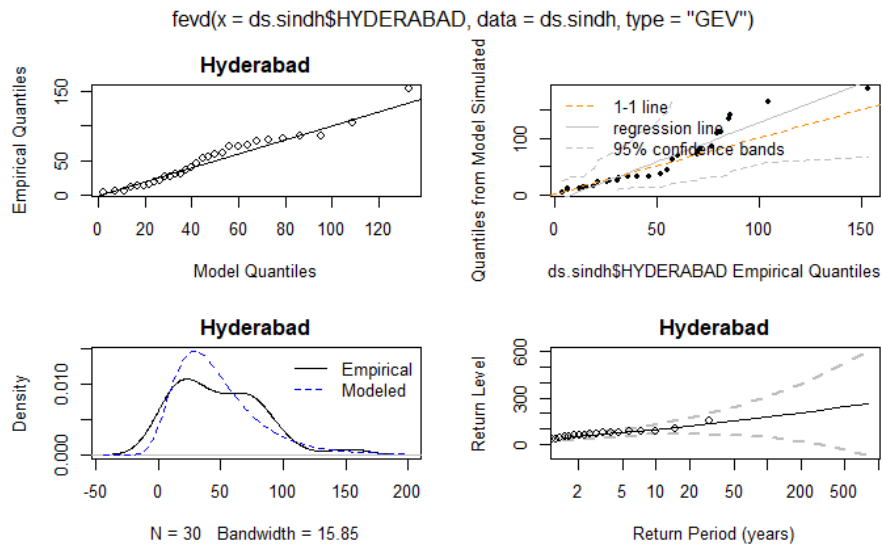 fevd(x = ds.sindh$HYDERABAD, data = ds.sindh, type = "GEV")
Hyderabad
Empirical Quantiles
0 50 150
0 20 40 60 80 100 120
Model Quantiles
Quantiles from Model Simulated
0 100
1-1 line
regression line
95% confidence bands
0 50 100 150
ds.sindh$HYDERABAD Empirical Quantiles
Hyderabad
Density
0.000 0.010
Empirical
Modeled
-50 0 50 100 150 200
N = 30 Bandwidth = 15.85
Hyderabad
Return Level
0 300 600
2 5 10 20 50 200 500
Return Period (years)